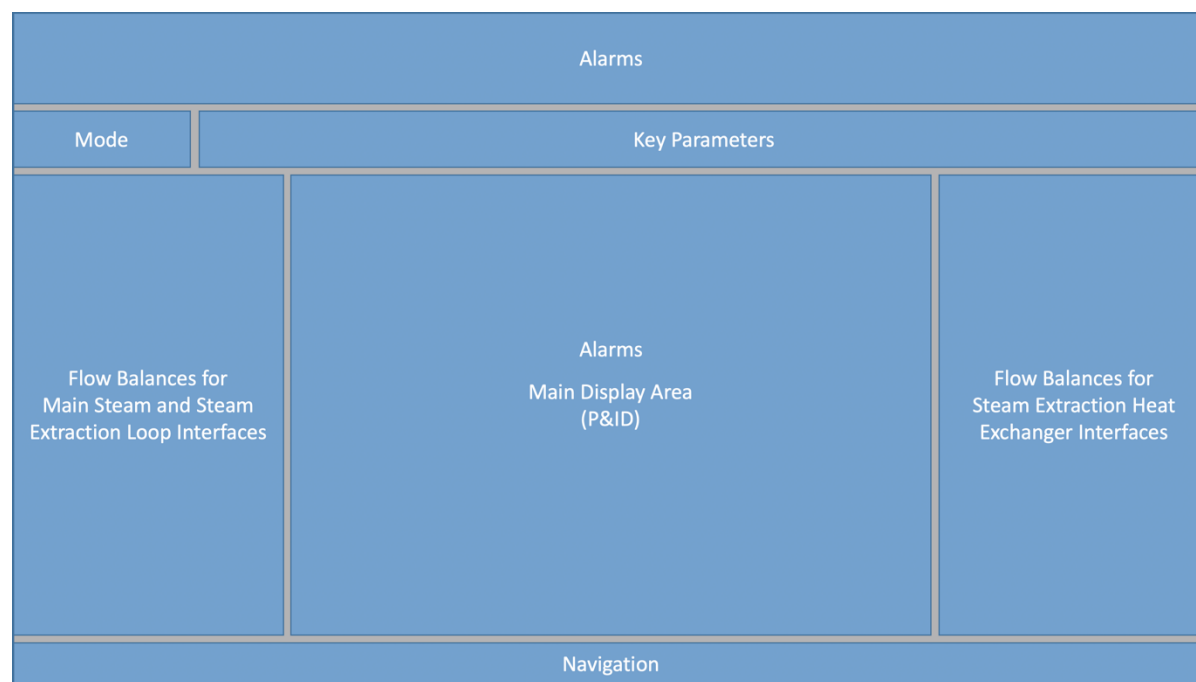 Alarms
Mode
Key Parameters
Flow Balances for
Main Steam and Steam
Extraction Loop Interfaces
Alarms
Main Display Area
(P&ID)
Flow Balances for
Steam Extraction Heat
Exchanger Interfaces
Navigation